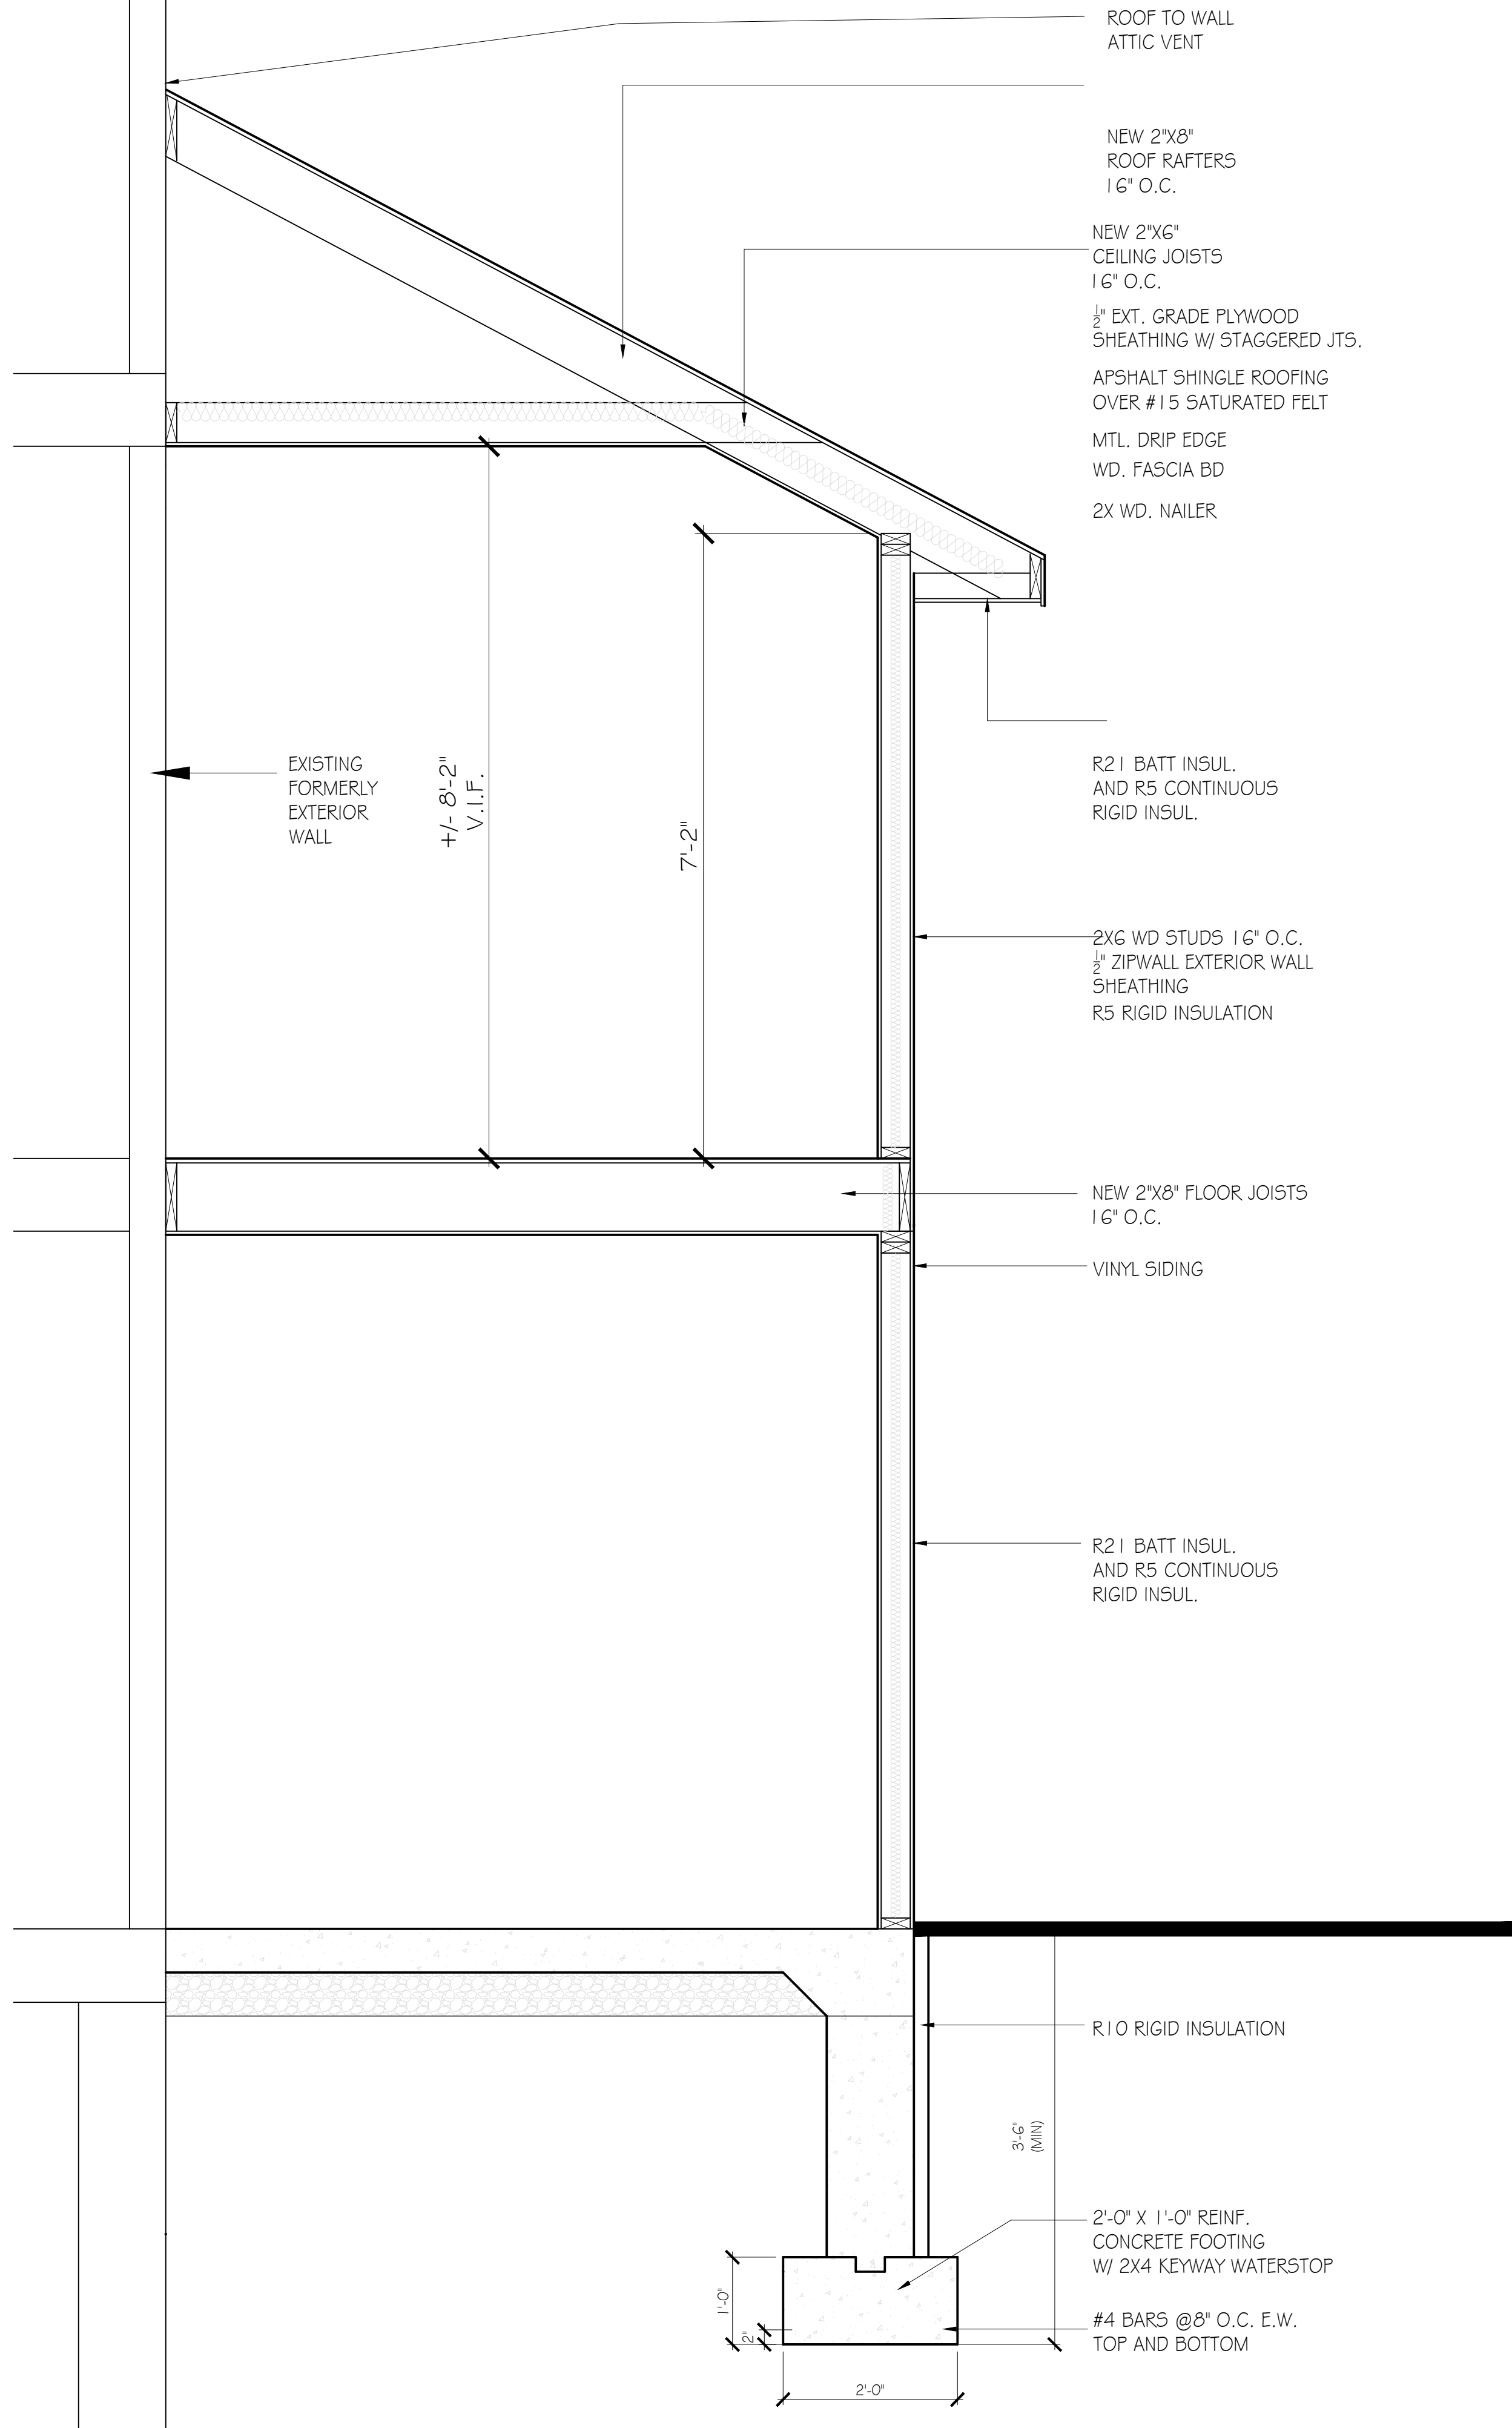 ROOF TO WALL
ATTIC VENT
NEW 2"X8"
ROOF RAFTERS
16" O.C.
NEW 2"X6"
CEILING JOISTS
16" O.C.
½" EXT. GRADE PLYWOOD
SHEATHING W/ STAGGERED JTS.
APSHALT SHINGLE ROOFING
OVER #15 SATURATED FELT
MTL. DRIP EDGE
WD. FASCIA BD
2X WD. NAILER
EXISTING
FORMERLY
EXTERIOR
WALL
+/- 8'-2"
V.I.F.
7'-2"
R21 BATT INSUL.
AND R5 CONTINUOUS
RIGID INSUL.
2X6 WD STUDS 16" O.C.
½" ZIPWALL EXTERIOR WALL
SHEATHING
R5 RIGID INSULATION
NEW 2"X8" FLOOR JOISTS
16" O.C.
VINYL SIDING
R21 BATT INSUL.
AND R5 CONTINUOUS
RIGID INSUL.
R10 RIGID INSULATION
3'-6"
(MIN)
2'-0" X 1'-0" REINF.
CONCRETE FOOTING
W/ 2X4 KEYWAY WATERSTOP
1'-0"
2"
#4 BARS @8" O.C. E.W.
TOP AND BOTTOM
2'-0"